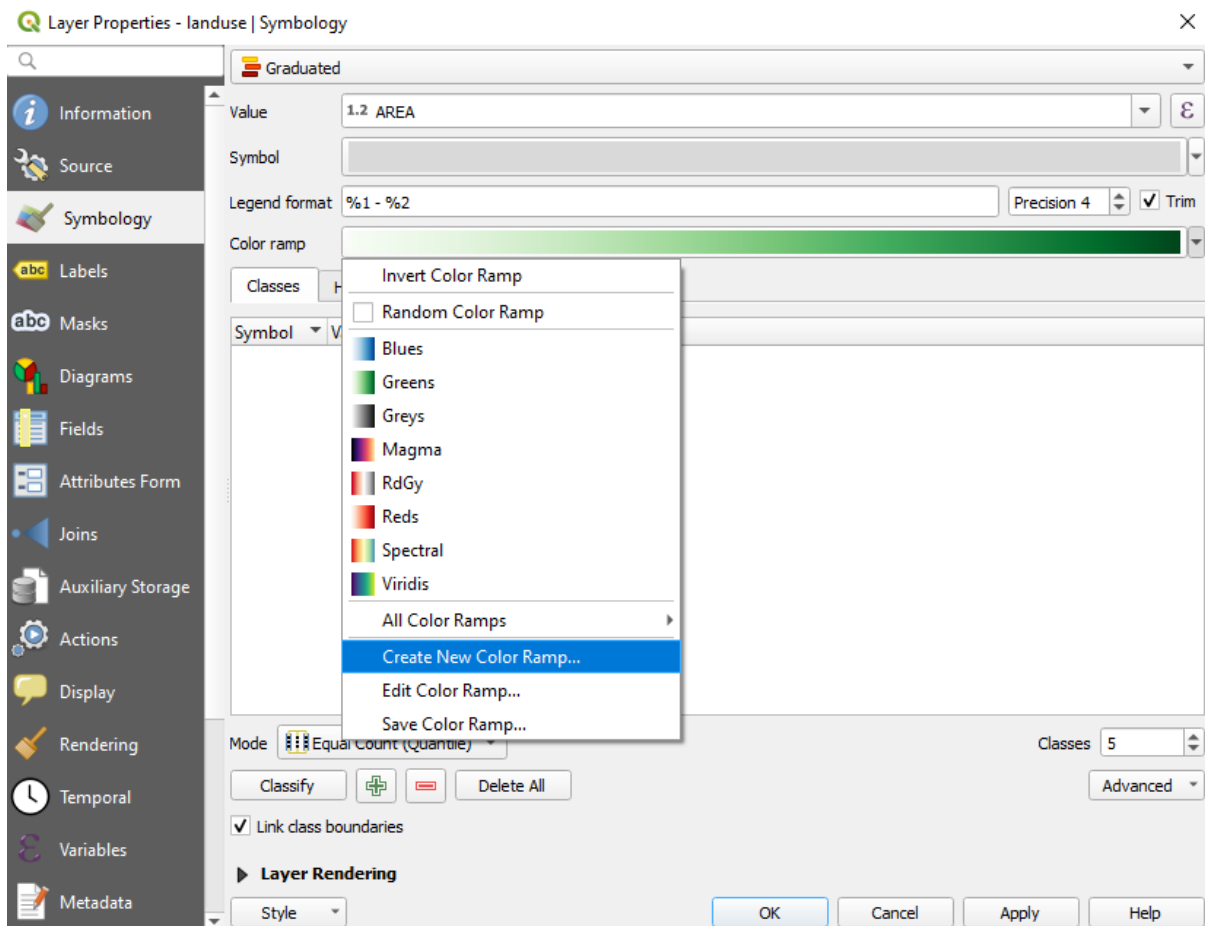 Layer Properties - landuse | Symbology
Graduated
Information
Value 1.2 AREA ε
Source
Symbol
Symbology
Legend format %1 - %2 Precision 4 Trim
Color ramp
abc Labels
Classes H
Invert Color Ramp
abc Masks
Random Color Ramp
Symbol V
Blues
Diagrams
Greens
Greys
Fields
Magma
Attributes Form
RdGy
Reds
Joins
Spectral
Auxiliary Storage
Viridis
All Color Ramps
Actions
Create New Color Ramp...
Display
Edit Color Ramp...
Save Color Ramp...
Rendering
Mode Equal Count (Quantile) Classes 5
Temporal
Classify Delete All Advanced
Link class boundaries
Variables
Layer Rendering
Metadata
Style OK Cancel Apply Help